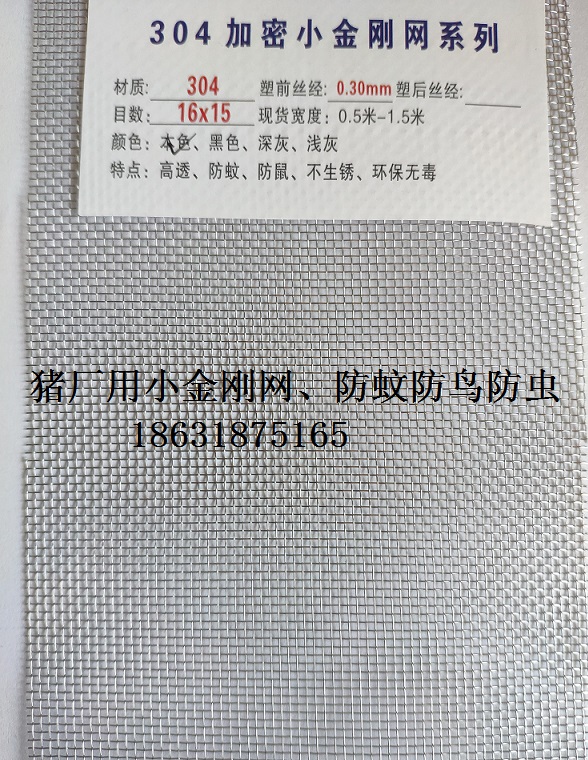 304 加密小金刚网系列
材质: 304 塑前丝经: 0.30mm 塑后丝经:
目数: 16x15 现货宽度: 0.5米-1.5米
颜色: 本色、黑色、深灰、浅灰
特点: 高透、防蚊、防鼠、不生锈、环保无毒
猪厂用小金刚网、防蚊防鸟防虫
18631875165